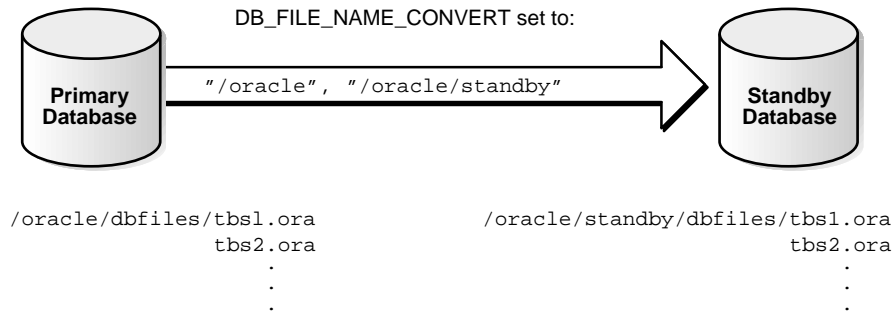 DB_FILE_NAME_CONVERT set to:
"/oracle", "/oracle/standby"
Primary
Database
Standby
Database
/oracle/dbfiles/tbsl.ora
tbs2.ora
.
.
.
/oracle/standby/dbfiles/tbs1.ora
tbs2.ora
.
.
.